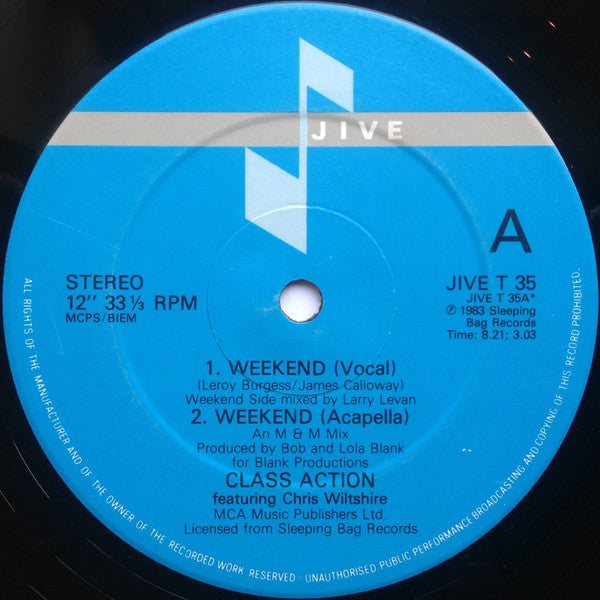 JIVE
A
STEREO
12" 33⅓ RPM
MCPS/BIEM
JIVE T 35
JIVE T 35A*
℗ 1983 Sleeping
Bag Records
Time: 8.21; 3.03
1. WEEKEND (Vocal)
(Leroy Burgess/James Calloway)
Weekend Side mixed by Larry Levan
2. WEEKEND (Acapella)
An M & M Mix
Produced by Bob and Lola Blank
for Blank Productions
CLASS ACTION
featuring Chris Wiltshire
MCA Music Publishers Ltd.
Licensed from Sleeping Bag Records
ALL RIGHTS OF THE MANUFACTURER AND OF THE OWNER OF THE RECORDED WORK RESERVED · UNAUTHORISED PUBLIC PERFORMANCE BROADCASTING AND COPYING OF THIS RECORD PROHIBITED.